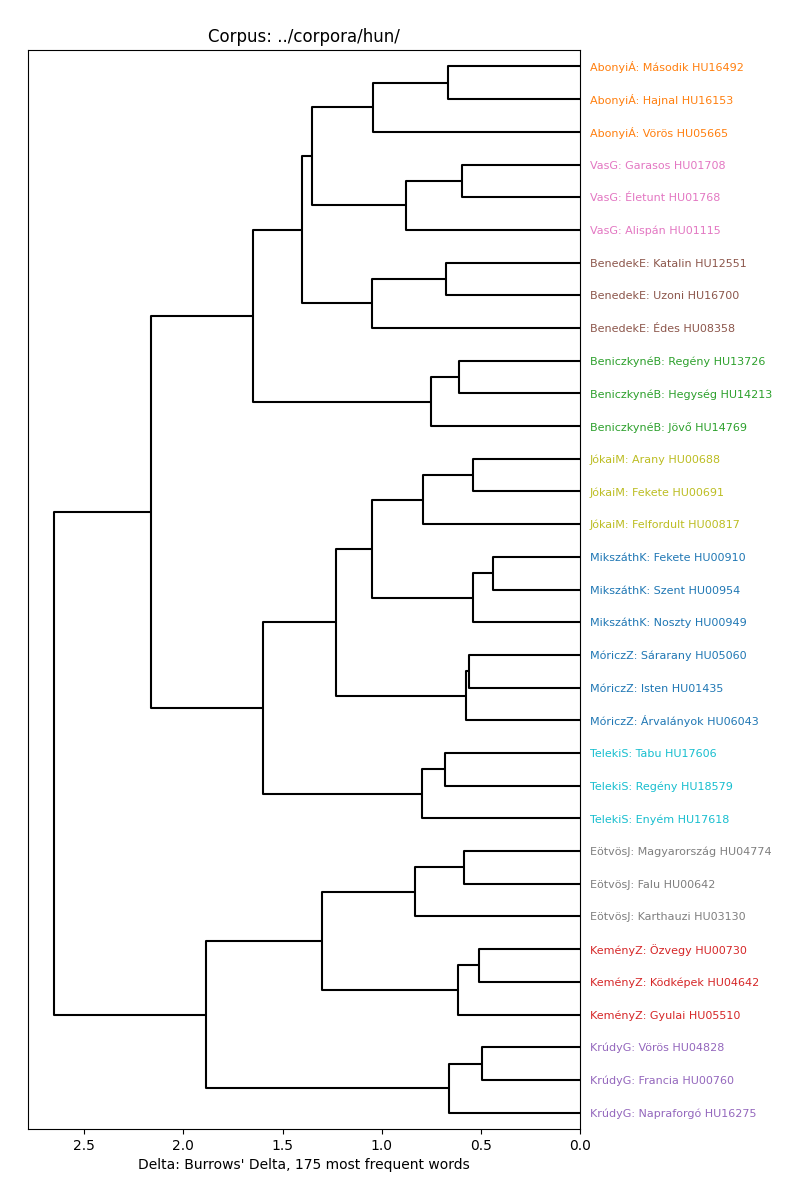 Corpus: ../corpora/hun/
AbonyiÁ: Második HU16492
AbonyiÁ: Hajnal HU16153
AbonyiÁ: Vörös HU05665
VasG: Garasos HU01708
VasG: Életunt HU01768
VasG: Alispán HU01115
BenedekE: Katalin HU12551
BenedekE: Uzoni HU16700
BenedekE: Édes HU08358
BeniczkynéB: Regény HU13726
BeniczkynéB: Hegység HU14213
BeniczkynéB: Jövő HU14769
JókaiM: Arany HU00688
JókaiM: Fekete HU00691
JókaiM: Felfordult HU00817
MikszáthK: Fekete HU00910
MikszáthK: Szent HU00954
MikszáthK: Noszty HU00949
MóriczZ: Sárarany HU05060
MóriczZ: Isten HU01435
MóriczZ: Árvalányok HU06043
TelekiS: Tabu HU17606
TelekiS: Regény HU18579
TelekiS: Enyém HU17618
EötvösJ: Magyarország HU04774
EötvösJ: Falu HU00642
EötvösJ: Karthauzi HU03130
KeményZ: Özvegy HU00730
KeményZ: Ködképek HU04642
KeményZ: Gyulai HU05510
KrúdyG: Vörös HU04828
KrúdyG: Francia HU00760
KrúdyG: Napraforgó HU16275
2.5 2.0 1.5 1.0 0.5 0.0
Delta: Burrows' Delta, 175 most frequent words